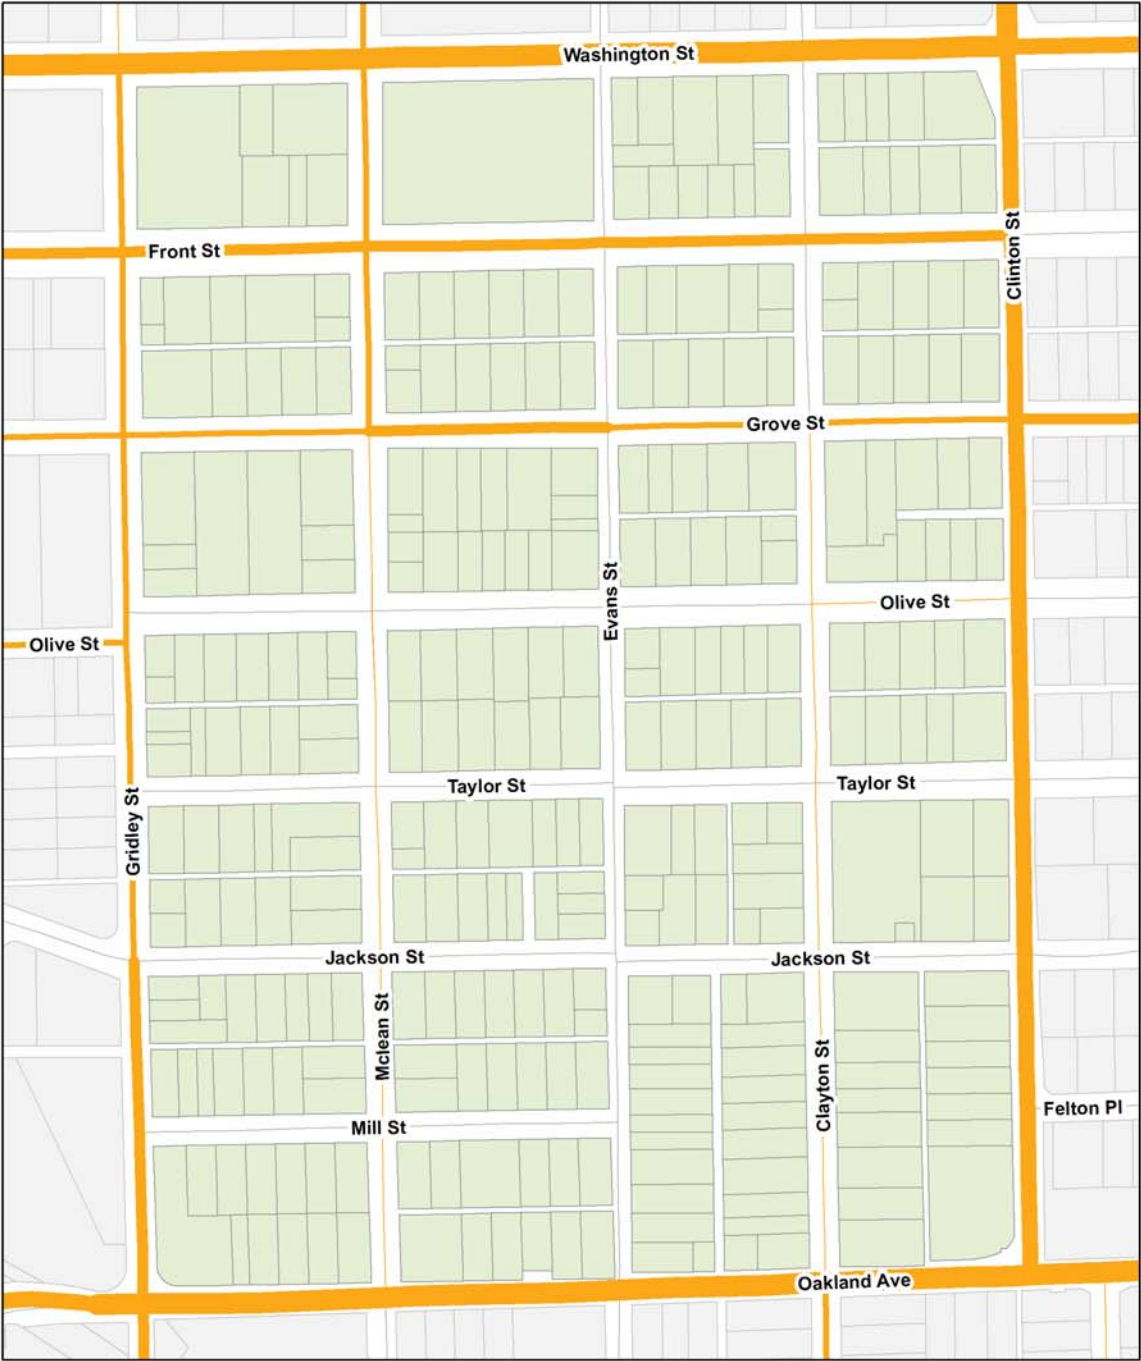 Washington St
Front St
Clinton St
Grove St
Evans St
Olive St
Olive St
Taylor St
Taylor St
Gridley St
Jackson St
Jackson St
Mclean St
Clayton St
Felton Pl
Mill St
Oakland Ave